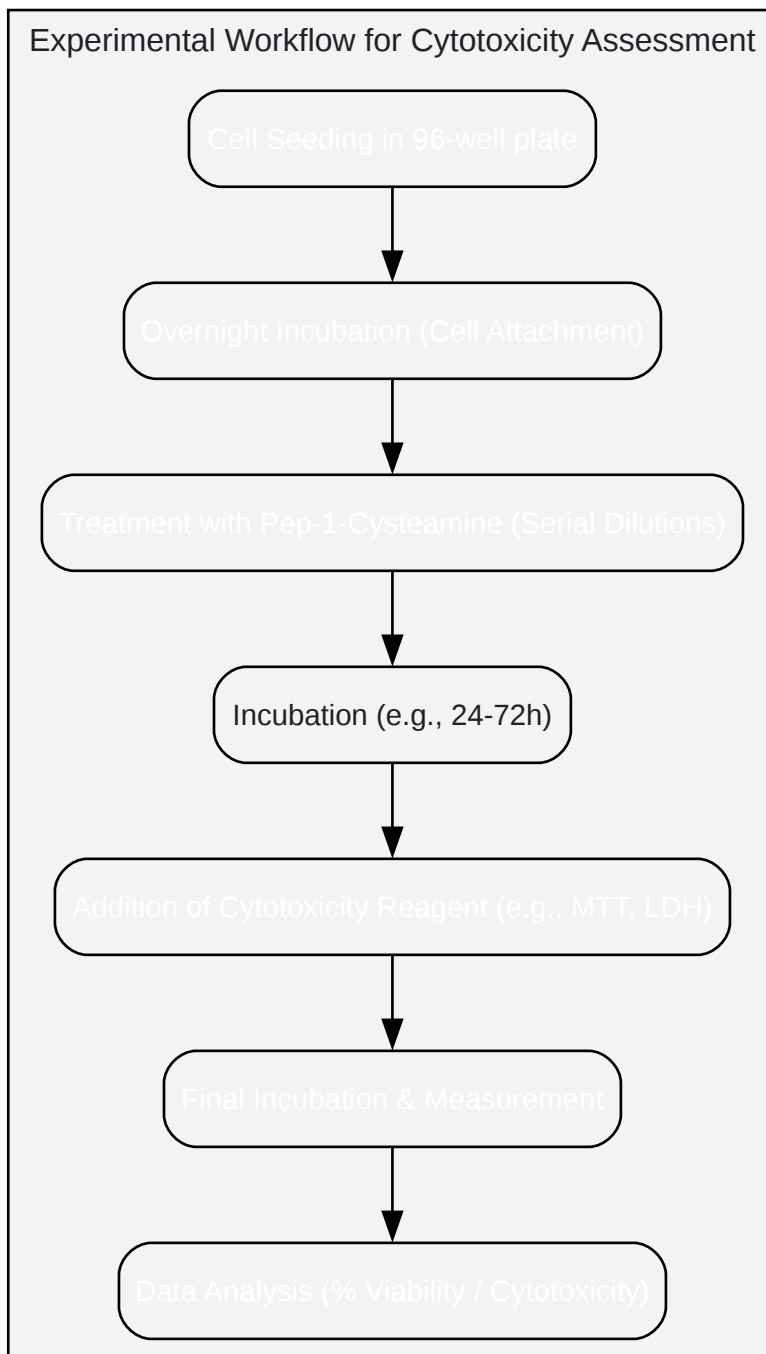 Experimental Workflow for Cytotoxicity Assessment
Cell Seeding in 96-well plate
Overnight Incubation (Cell Attachment)
Treatment with Pep-1-Cysteamine (Serial Dilutions)
Incubation (e.g., 24-72h)
Addition of Cytotoxicity Reagent (e.g., MTT, LDH)
Final Incubation & Measurement
Data Analysis (% Viability / Cytotoxicity)